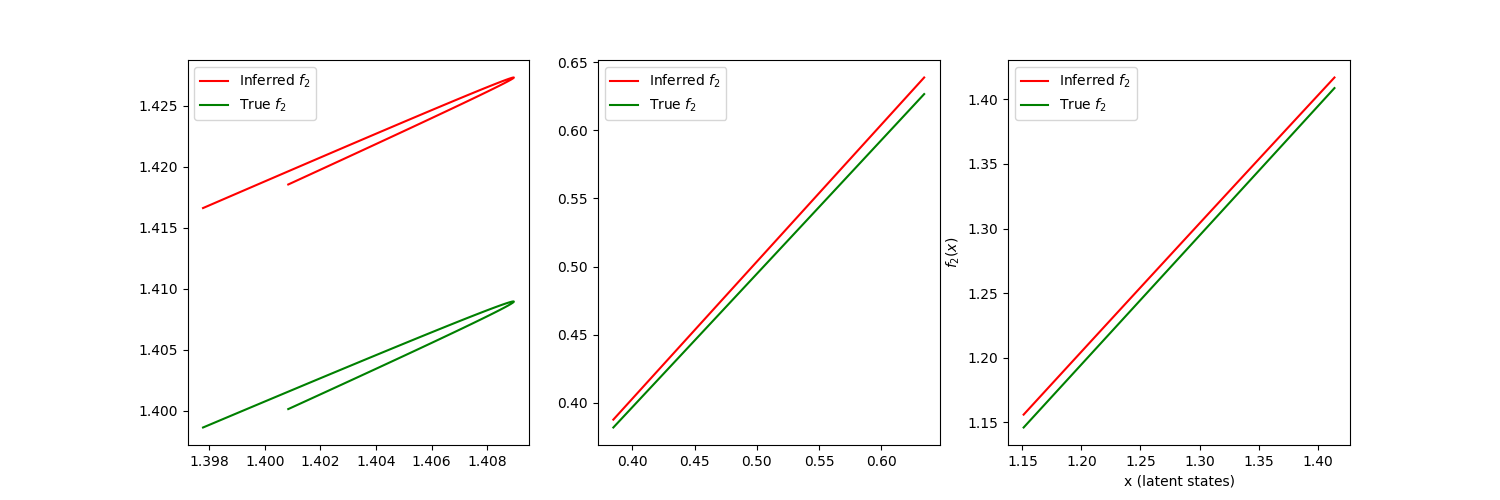 Inferred f₂
True f₂
1.425
1.420
1.415
1.410
1.405
1.400
1.398 1.400 1.402 1.404 1.406 1.408
Inferred f₂
True f₂
0.65
0.60
0.55
0.50
0.45
0.40
0.40 0.45 0.50 0.55 0.60
Inferred f₂
True f₂
f₂(x)
1.40
1.35
1.30
1.25
1.20
1.15
1.15 1.20 1.25 1.30 1.35 1.40
x (latent states)